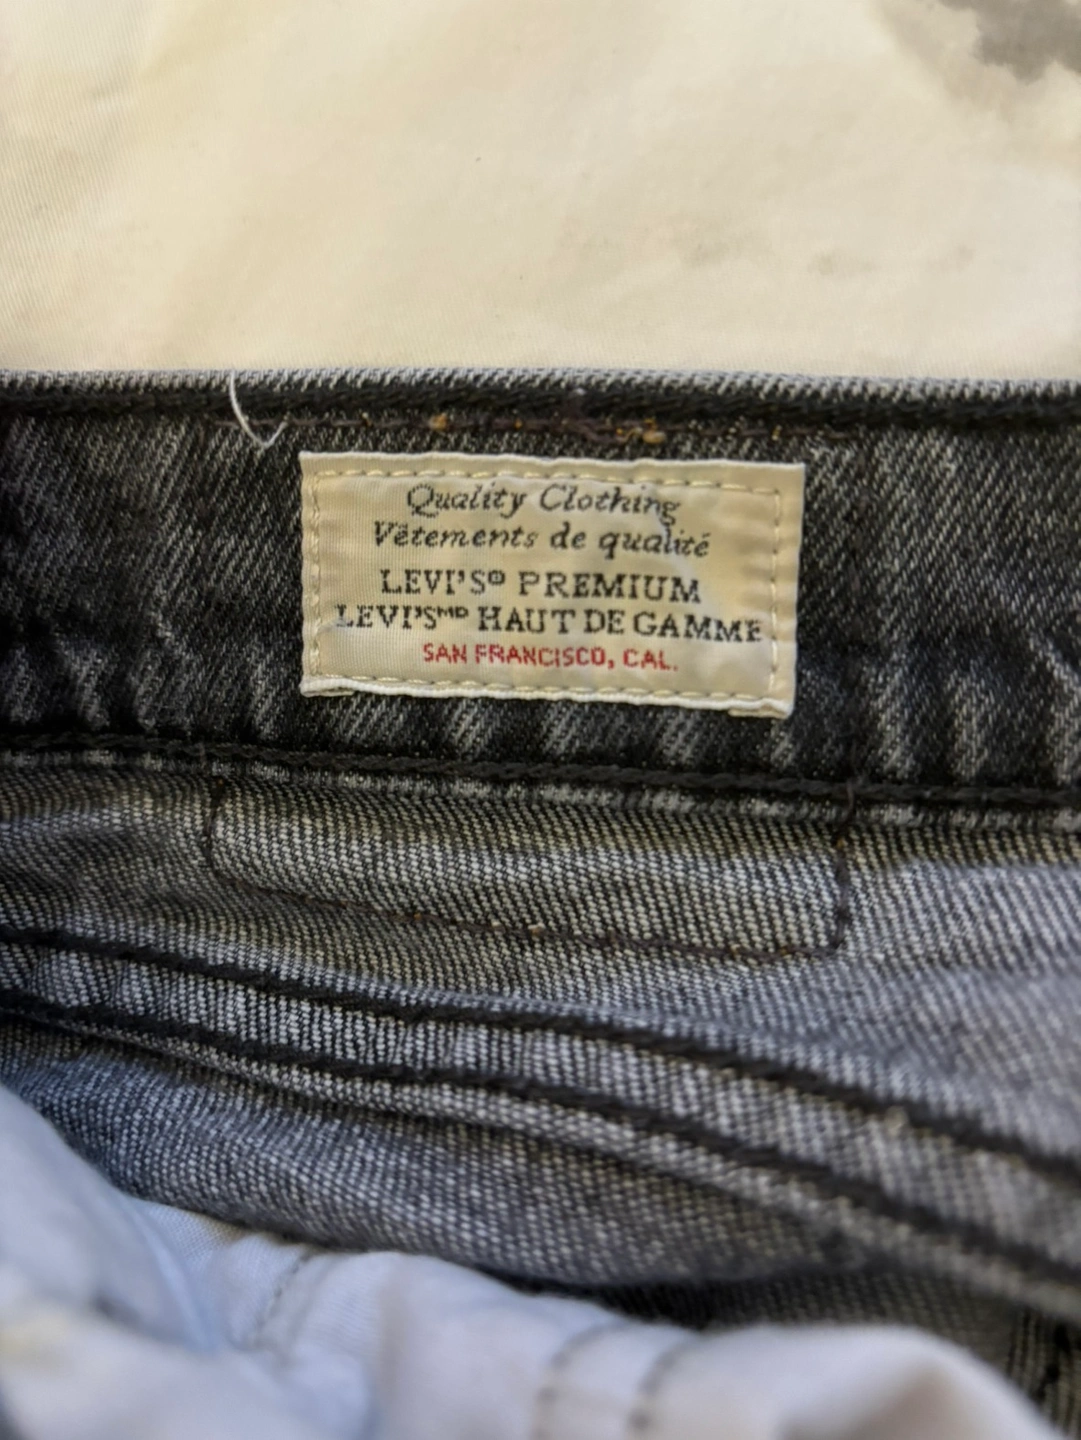 Quality Clothing
Vêtements de qualité
LEVI'S® PREMIUM
LEVI'Sᴹᴰ HAUT DE GAMME
SAN FRANCISCO, CAL.